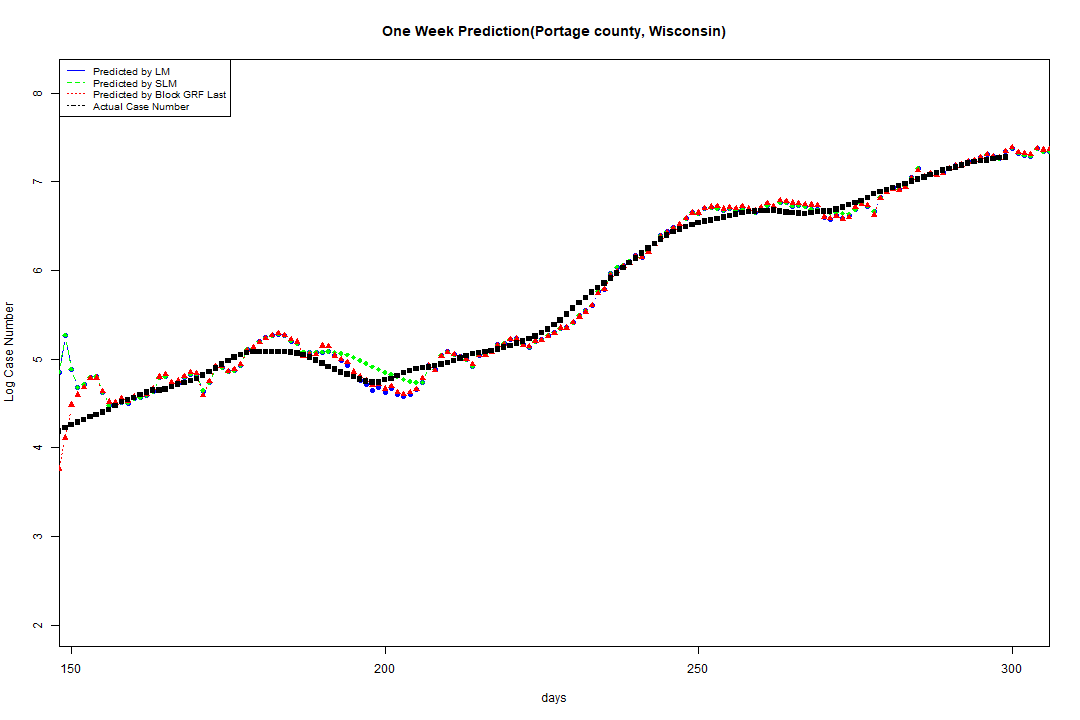 One Week Prediction(Portage county, Wisconsin)
Predicted by LM
Predicted by SLM
Predicted by Block GRF Last
Actual Case Number
8
7
6
5
4
3
2
Log Case Number
150 200 250 300
days